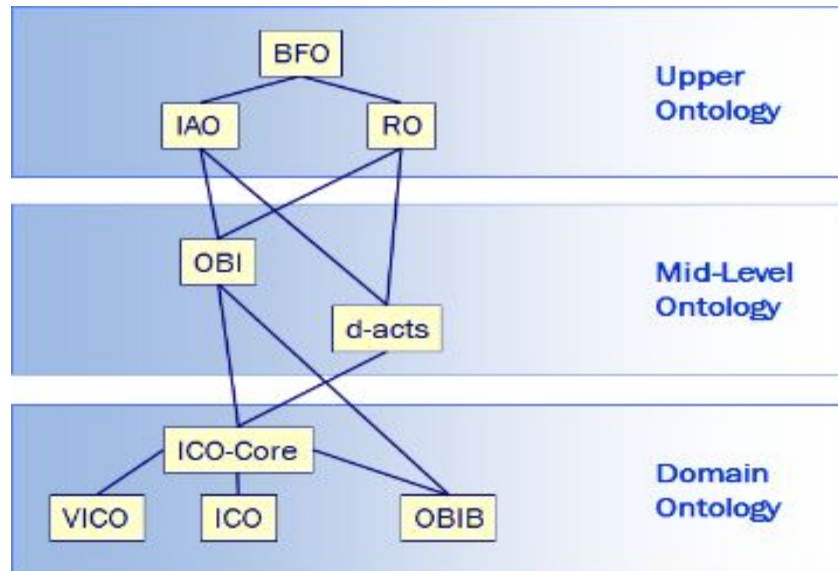 BFO
IAO
RO
Upper
Ontology
OBI
d-acts
Mid-Level
Ontology
ICO-Core
VICO
ICO
OBIB
Domain
Ontology